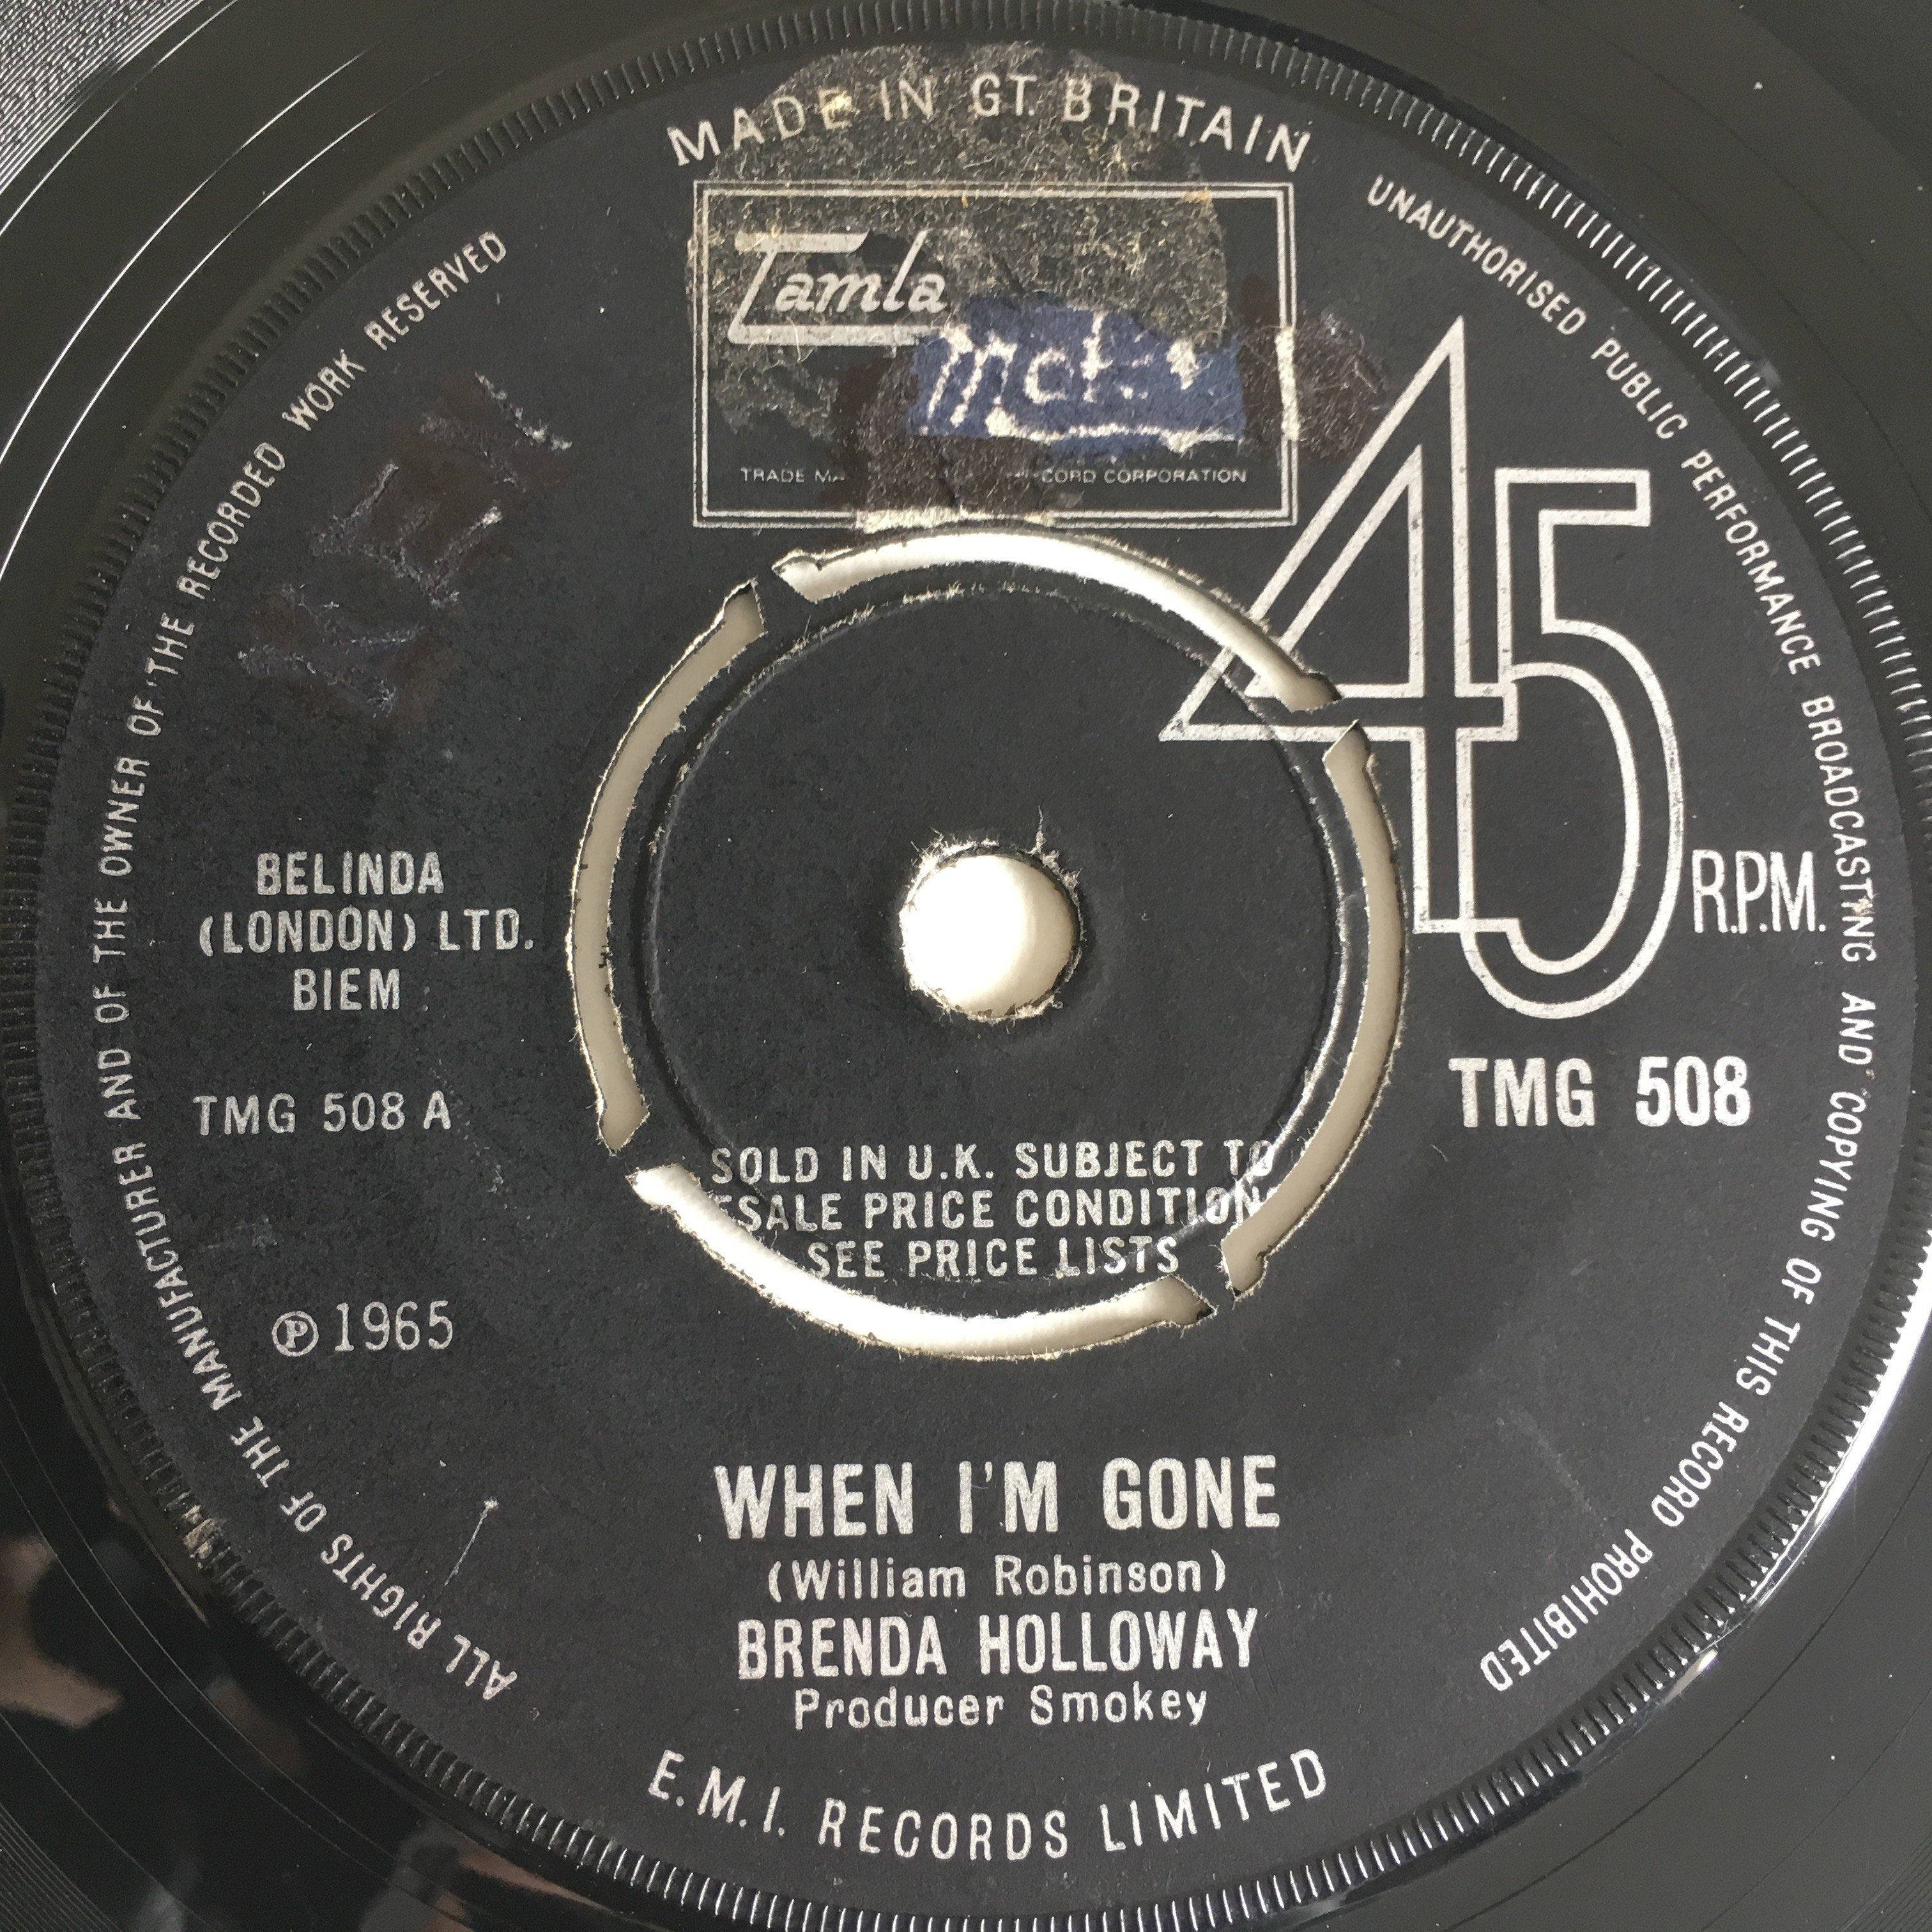 MADE IN GT. BRITAIN
Tamla
TRADE CORD CORPORATION
45
R.P.M.
UNAUTHORISED PUBLIC PERFORMANCE BROADCASTING AND COPYING OF THIS RECORD PROHIBITED
ALL RIGHTS OF THE MANUFACTURER AND OF THE OWNER OF THE RECORDED WORK RESERVED
BELINDA
(LONDON) LTD.
BIEM
TMG 508 A
TMG 508
SOLD IN U.K. SUBJECT TO
ESALE PRICE CONDITIONS
SEE PRICE LISTS
Ⓟ 1965
WHEN I'M GONE
(William Robinson)
BRENDA HOLLOWAY
Producer Smokey
E.M.I. RECORDS LIMITED